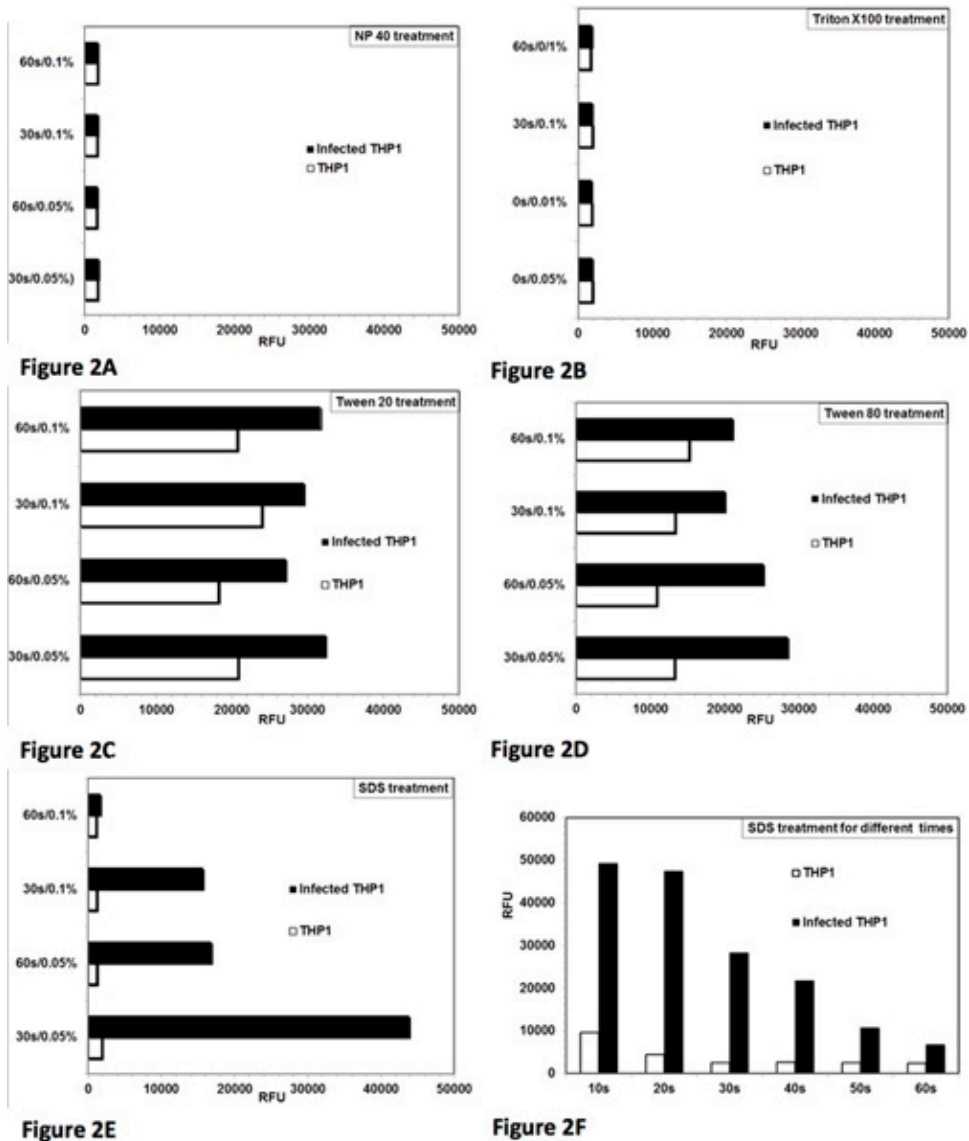 NP 40 treatment
60s/0.1%
30s/0.1%
60s/0.05%
30s/0.05%)
Infected THP1
THP1
0 10000 20000 30000 40000 50000
RFU
Figure 2A
Triton X100 treatment
60s/0/1%
30s/0.1%
0s/0.01%
0s/0.05%
Infected THP1
THP1
0 10000 20000 30000 40000 50000
RFU
Figure 2B
Tween 20 treatment
60s/0.1%
30s/0.1%
60s/0.05%
30s/0.05%
Infected THP1
THP1
0 10000 20000 30000 40000 50000
RFU
Figure 2C
Tween 80 treatment
60s/0.1%
30s/0.1%
60s/0.05%
30s/0.05%
Infected THP1
THP1
0 10000 20000 30000 40000 50000
RFU
Figure 2D
SDS treatment
60s/0.1%
30s/0.1%
60s/0.05%
30s/0.05%
Infected THP1
THP1
0 10000 20000 30000 40000 50000
RFU
Figure 2E
SDS treatment for different times
60000
50000
40000
30000
20000
10000
0
RFU
THP1
Infected THP1
10s 20s 30s 40s 50s 60s
Figure 2F